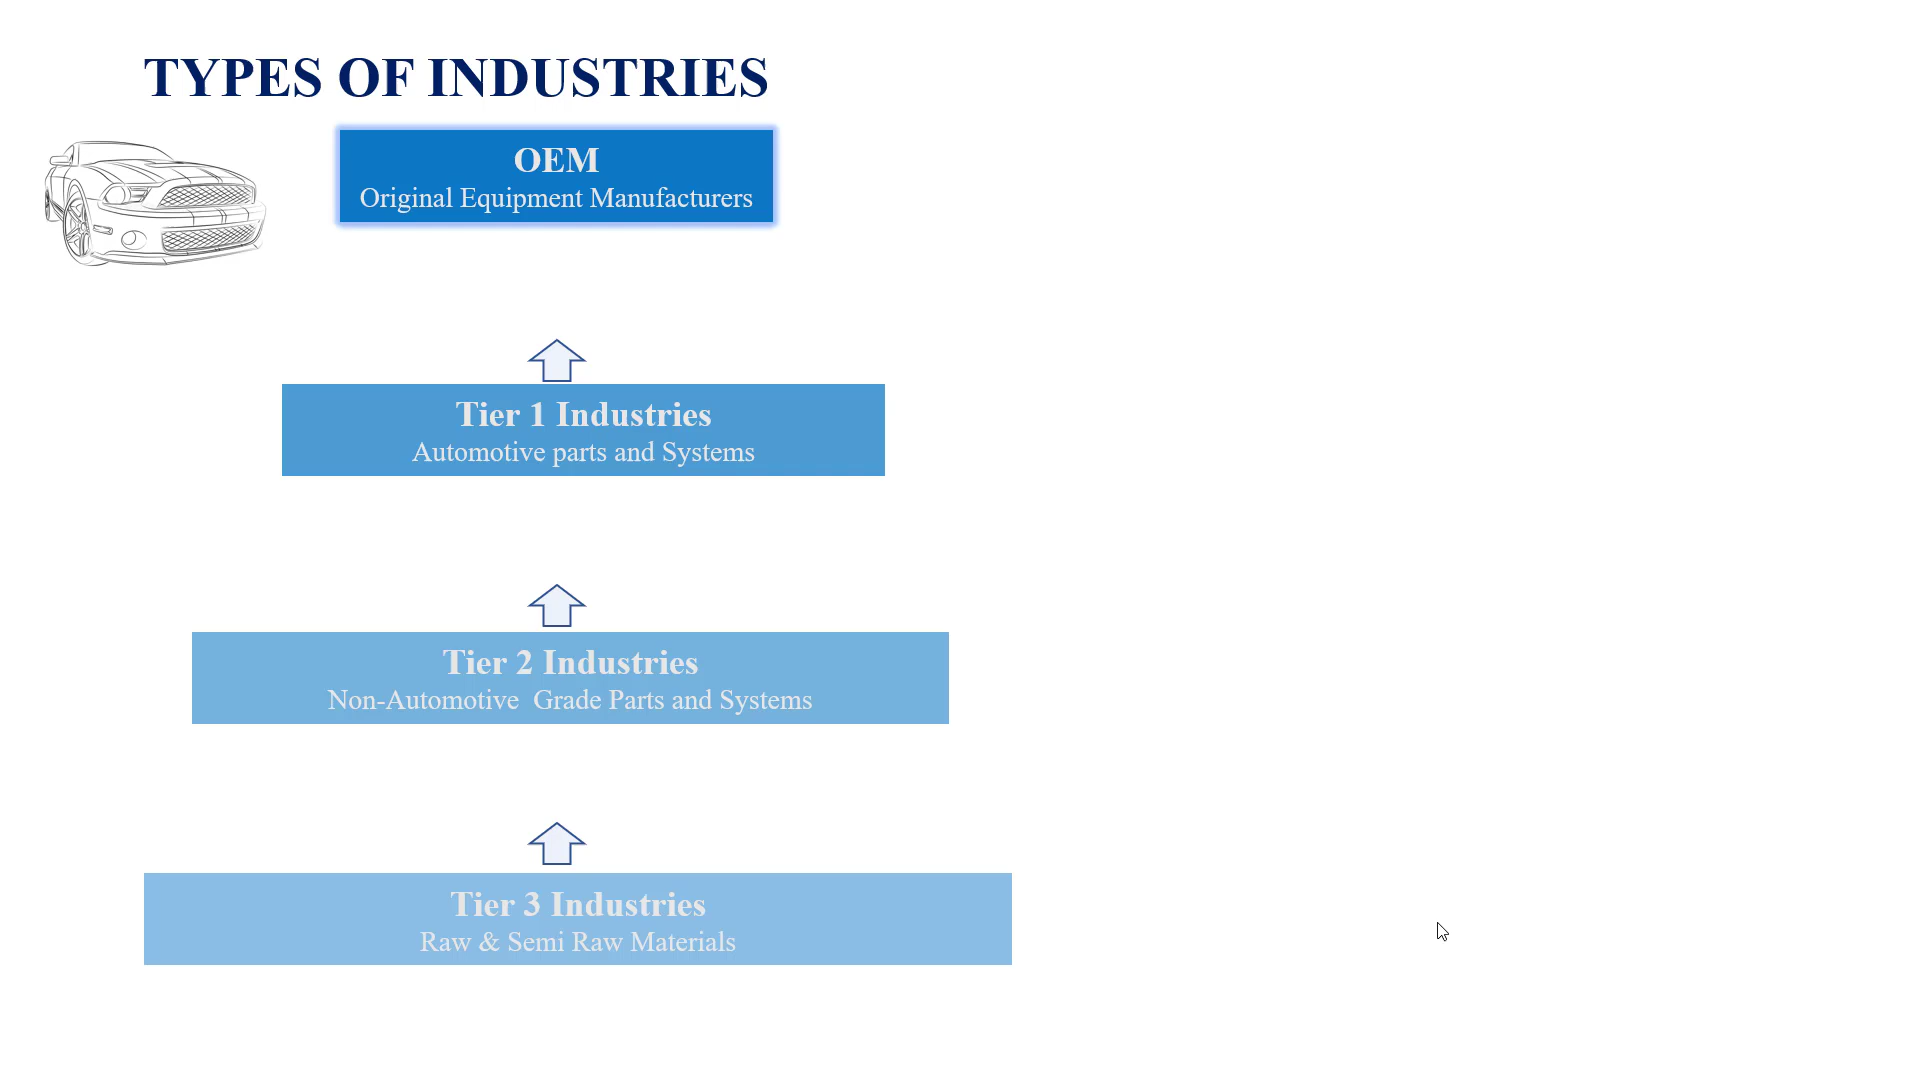 TYPES OF INDUSTRIES
OEM
Original Equipment Manufacturers
Tier 1 Industries
Automotive parts and Systems
Tier 2 Industries
Non-Automotive  Grade Parts and Systems
Tier 3 Industries
Raw & Semi Raw Materials